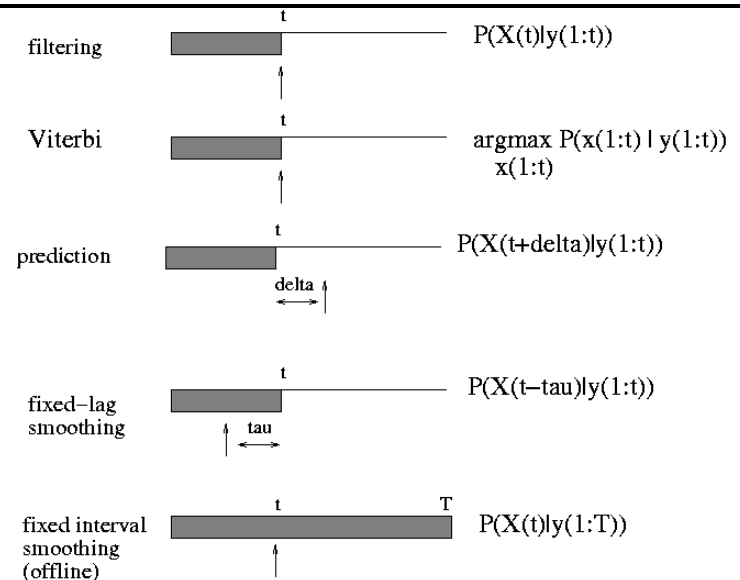 t
filtering
P(X(t)|y(1:t))
t
Viterbi
argmax P(x(1:t) | y(1:t))
x(1:t)
t
prediction
P(X(t+delta)|y(1:t))
delta
t
fixed-lag
smoothing
P(X(t-tau)|y(1:t))
tau
t
T
fixed interval
smoothing
(offline)
P(X(t)|y(1:T))